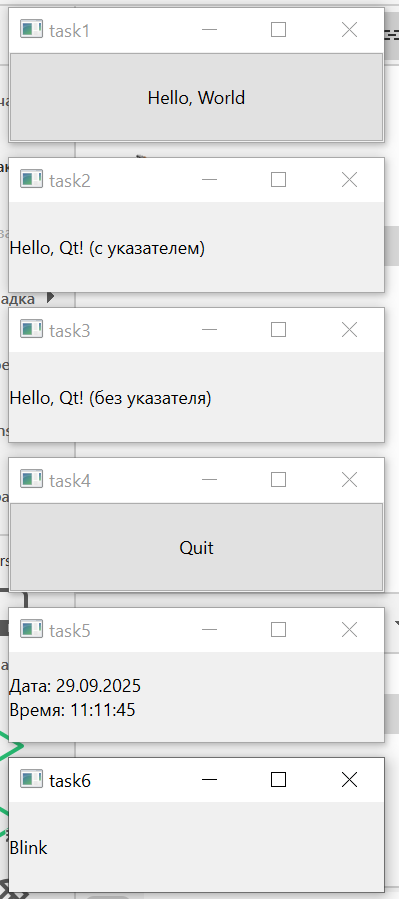 task1
Hello, World
task2
Hello, Qt! (с указателем)
task3
адка
Hello, Qt! (без указателя)
task4
Quit
task5
Дата: 29.09.2025
Время: 11:11:45
task6
Blink